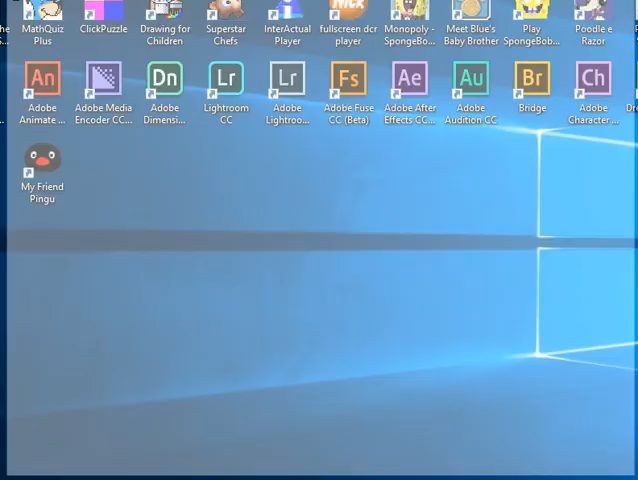 MathQuiz
Plus
ClickPuzzle
Drawing for
Children
Superstar
Chefs
InterActual
Player
fullscreen dcr
player
Monopoly -
SpongeBo...
Meet Blue's
Baby Brother
Play
SpongeBob...
Poodle e
Razor
An
Adobe
Animate ...
Adobe Media
Encoder CC...
Dn
Adobe
Dimensi...
Lr
Lightroom
CC
Lr
Adobe
Lightroo...
Fs
Adobe Fuse
CC (Beta)
Ae
Adobe After
Effects CC...
Au
Adobe
Audition CC
Br
Bridge
Ch
Adobe
Character ...
My Friend
Pingu